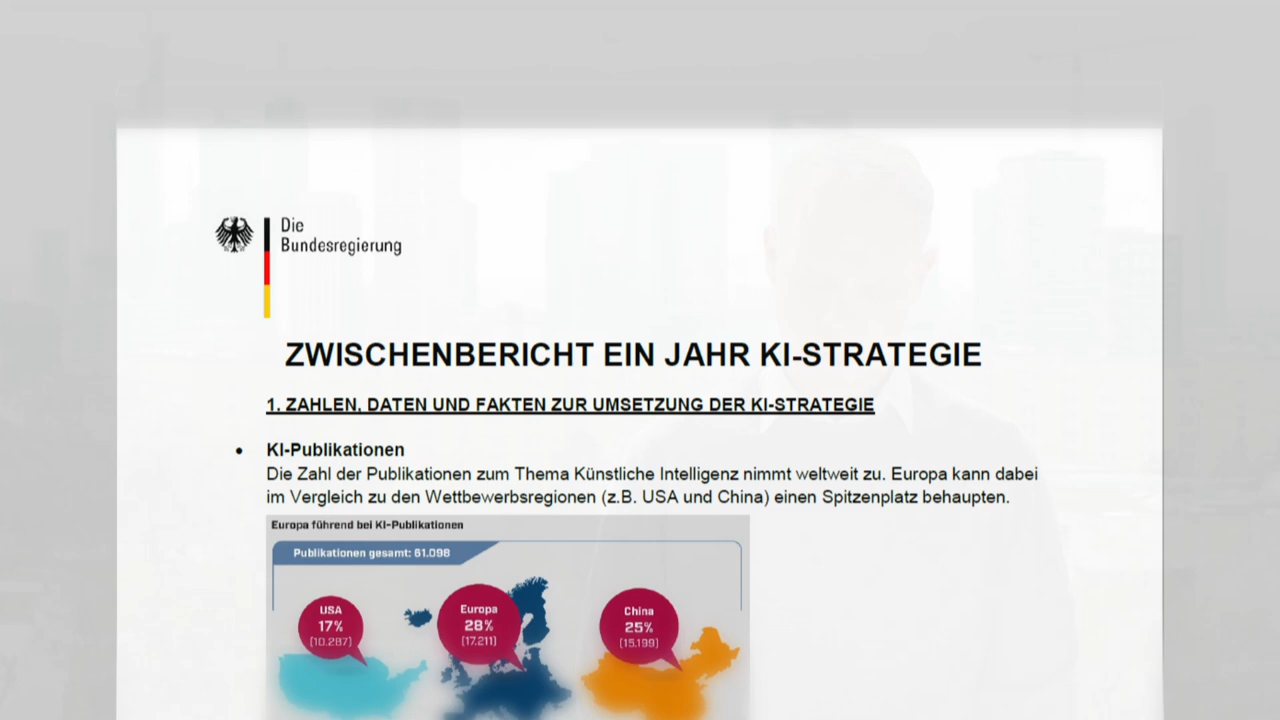 Die
Bundesregierung
ZWISCHENBERICHT EIN JAHR KI-STRATEGIE
1. ZAHLEN, DATEN UND FAKTEN ZUR UMSETZUNG DER KI-STRATEGIE
• KI-Publikationen
Die Zahl der Publikationen zum Thema Künstliche Intelligenz nimmt weltweit zu. Europa kann dabei
im Vergleich zu den Wettbewerbsregionen (z.B. USA und China) einen Spitzenplatz behaupten.
Europa führend bei KI-Publikationen
Publikationen gesamt: 61.098
USA
17%
(10.287)
Europa
28%
(17.211)
China
25%
(15.199)